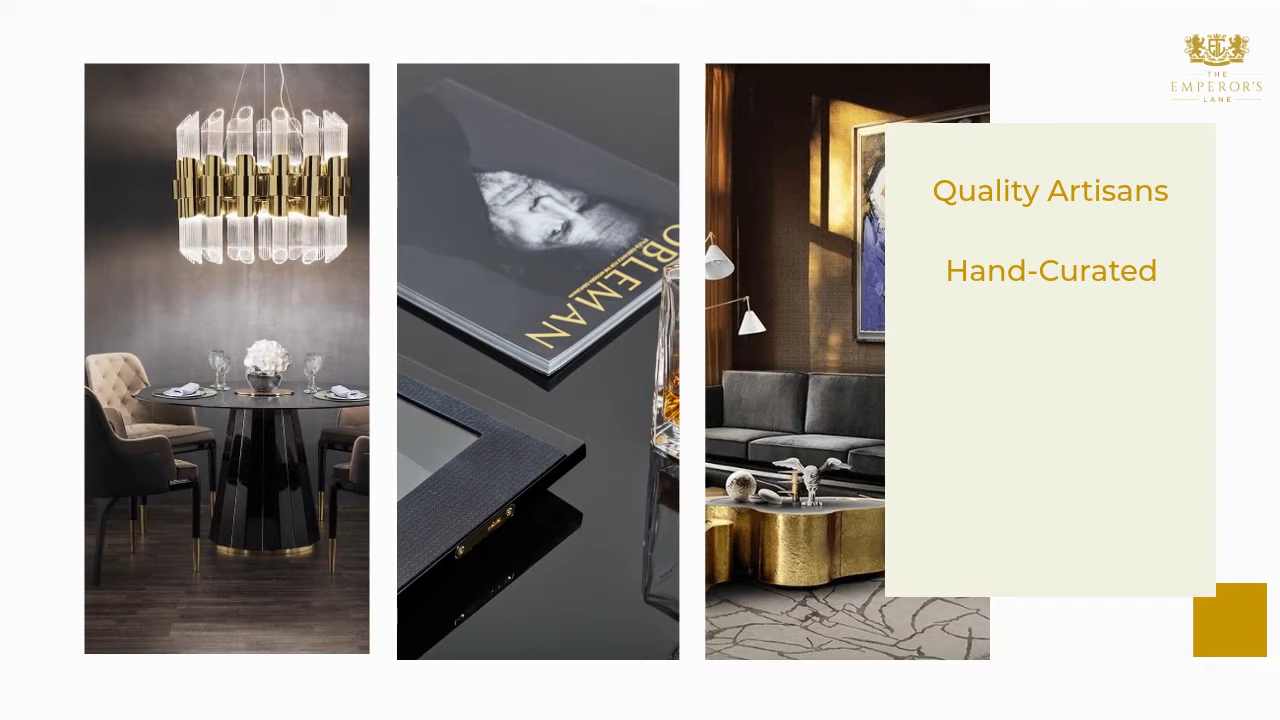 THE
EMPEROR'S
LANE
Quality Artisans
Hand-Curated
OBLEMAN